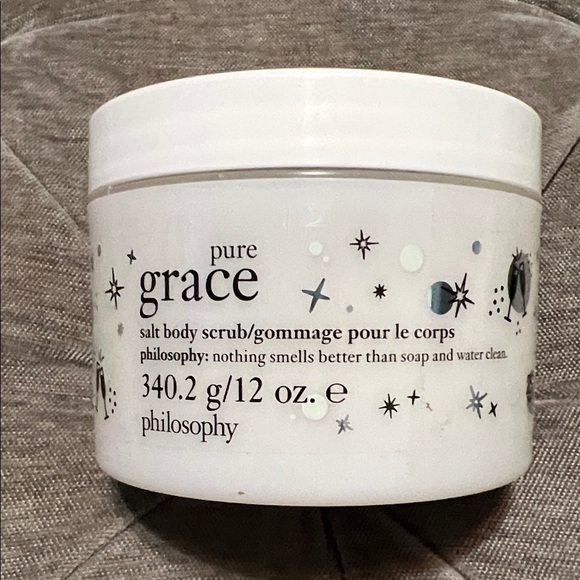 pure
grace
salt body scrub/gommage pour le corps
philosophy: nothing smells better than soap and water clean.
340.2 g/12 oz. ℮
philosophy